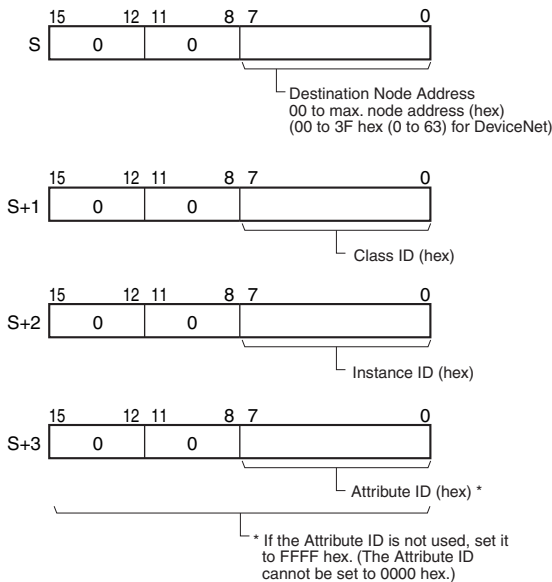 15 12 11 8 7 0
S 0 0
Destination Node Address
00 to max. node address (hex)
(00 to 3F hex (0 to 63) for DeviceNet)
15 12 11 8 7 0
S+1 0 0
Class ID (hex)
15 12 11 8 7 0
S+2 0 0
Instance ID (hex)
15 12 11 8 7 0
S+3 0 0
Attribute ID (hex) *
* If the Attribute ID is not used, set it
to FFFF hex. (The Attribute ID
cannot be set to 0000 hex.)